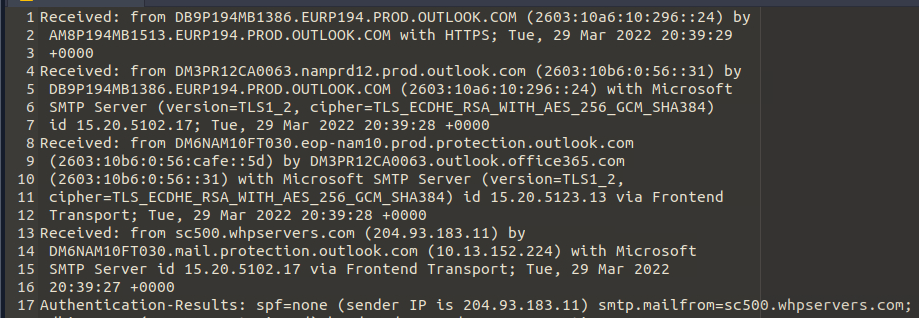 1 Received: from DB9P194MB1386.EURP194.PROD.OUTLOOK.COM (2603:10a6:10:296::24) by
2 AM8P194MB1513.EURP194.PROD.OUTLOOK.COM with HTTPS; Tue, 29 Mar 2022 20:39:29
3 +0000
4 Received: from DM3PR12CA0063.namprd12.prod.outlook.com (2603:10b6:0:56::31) by
5 DB9P194MB1386.EURP194.PROD.OUTLOOK.COM (2603:10a6:10:296::24) with Microsoft
6 SMTP Server (version=TLS1_2, cipher=TLS_ECDHE_RSA_WITH_AES_256_GCM_SHA384)
7 id 15.20.5102.17; Tue, 29 Mar 2022 20:39:28 +0000
8 Received: from DM6NAM10FT030.eop-nam10.prod.protection.outlook.com
9 (2603:10b6:0:56:cafe::5d) by DM3PR12CA0063.outlook.office365.com
10 (2603:10b6:0:56::31) with Microsoft SMTP Server (version=TLS1_2,
11 cipher=TLS_ECDHE_RSA_WITH_AES_256_GCM_SHA384) id 15.20.5123.13 via Frontend
12 Transport; Tue, 29 Mar 2022 20:39:28 +0000
13 Received: from sc500.whpservers.com (204.93.183.11) by
14 DM6NAM10FT030.mail.protection.outlook.com (10.13.152.224) with Microsoft
15 SMTP Server id 15.20.5102.17 via Frontend Transport; Tue, 29 Mar 2022
16 20:39:27 +0000
17 Authentication-Results: spf=none (sender IP is 204.93.183.11) smtp.mailfrom=sc500.whpservers.com;